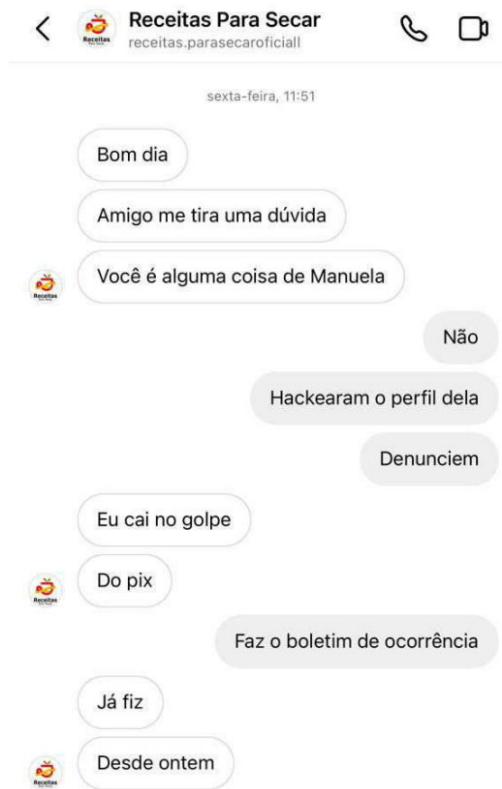 Receitas Para Secar
receitas.parasecaroficiall
sexta-feira, 11:51
Bom dia
Amigo me tira uma dúvida
Você é alguma coisa de Manuela
Não
Hackearam o perfil dela
Denunciem
Eu cai no golpe
Do pix
Faz o boletim de ocorrência
Já fiz
Desde ontem